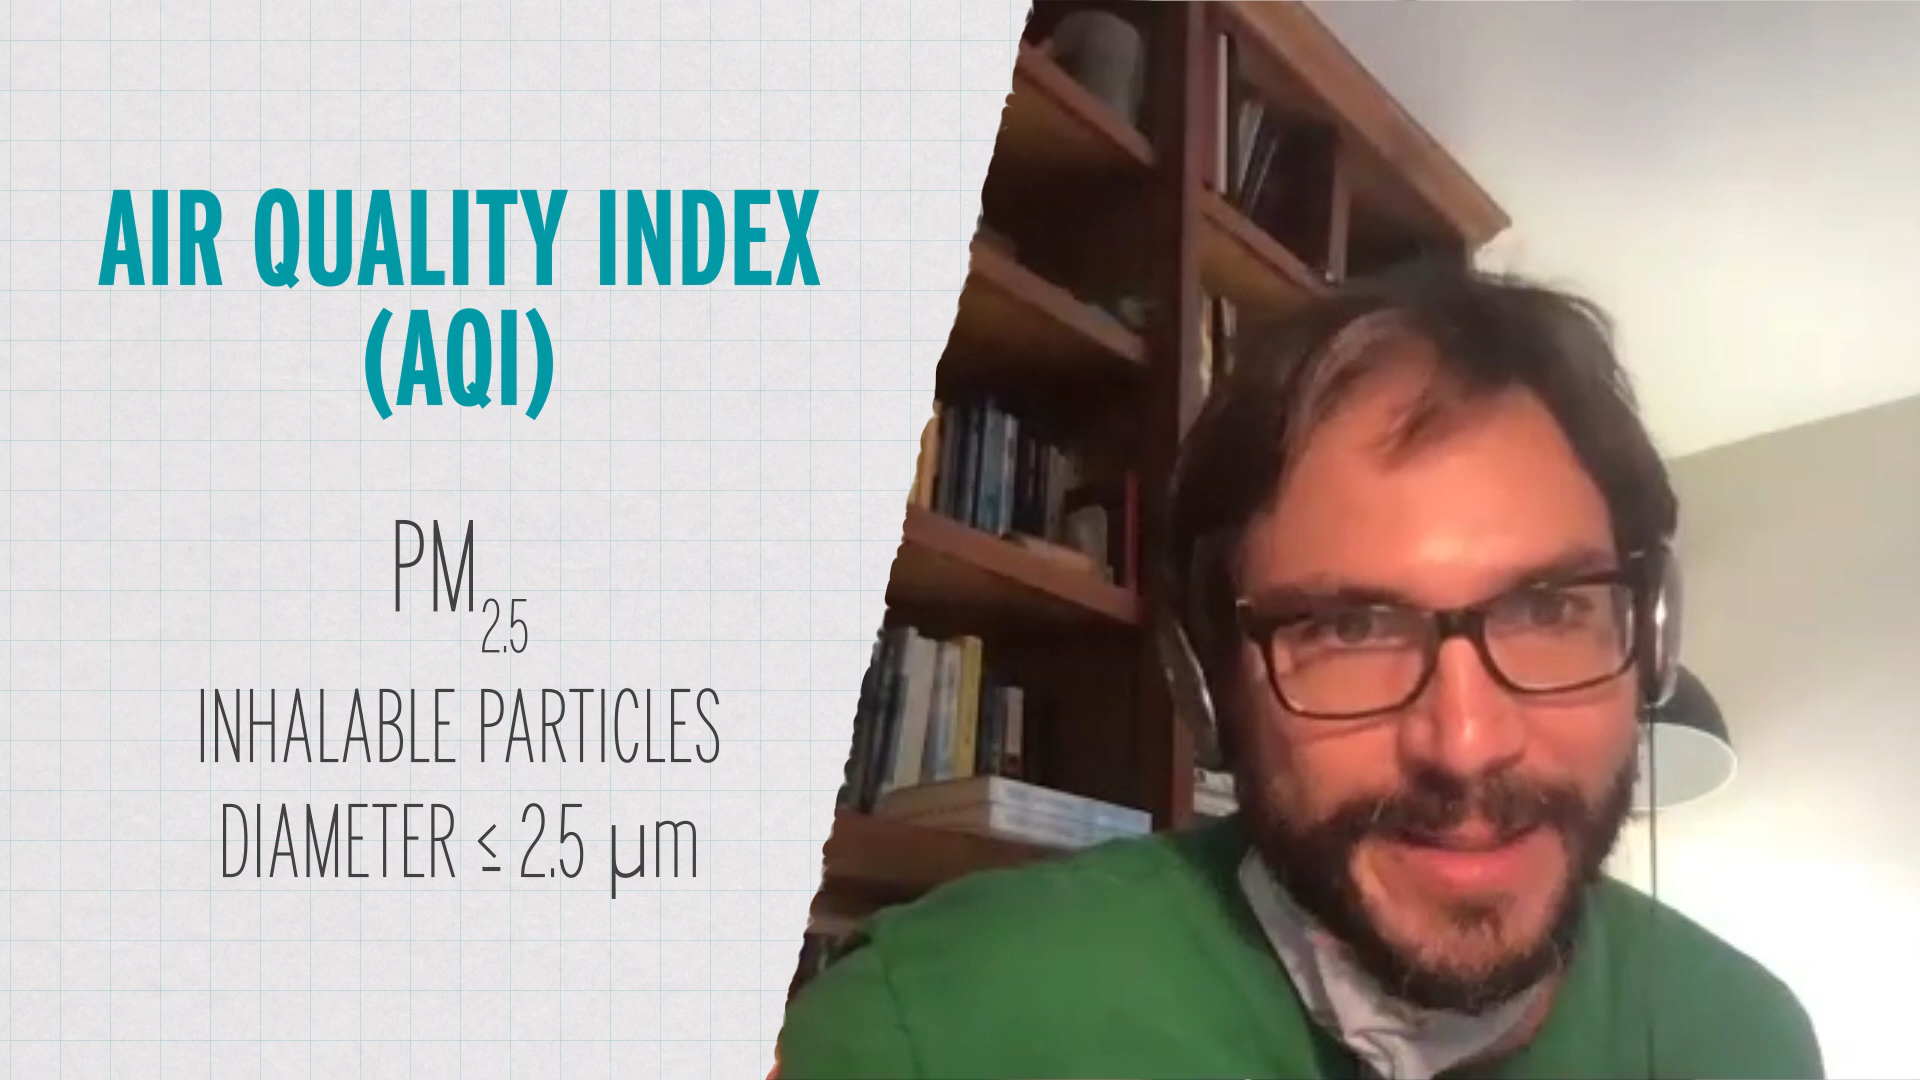 AIR QUALITY INDEX
(AQI)
PM2.5
INHALABLE PARTICLES
DIAMETER ≤ 2.5 µm